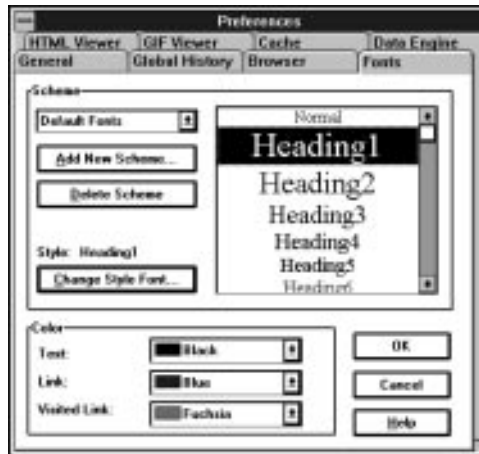 Preferences
HTML Viewer GIF Viewer Cache Data Engine
General Global History Browser Fonts
Scheme
Default Fonts
Add New Scheme...
Delete Scheme
Style: Heading1
Change Style Font...
Normal
Heading1
Heading2
Heading3
Heading4
Heading5
Heading6
Color
Text: Black
Link: Blue
Visited Link: Fuchsia
OK
Cancel
Help